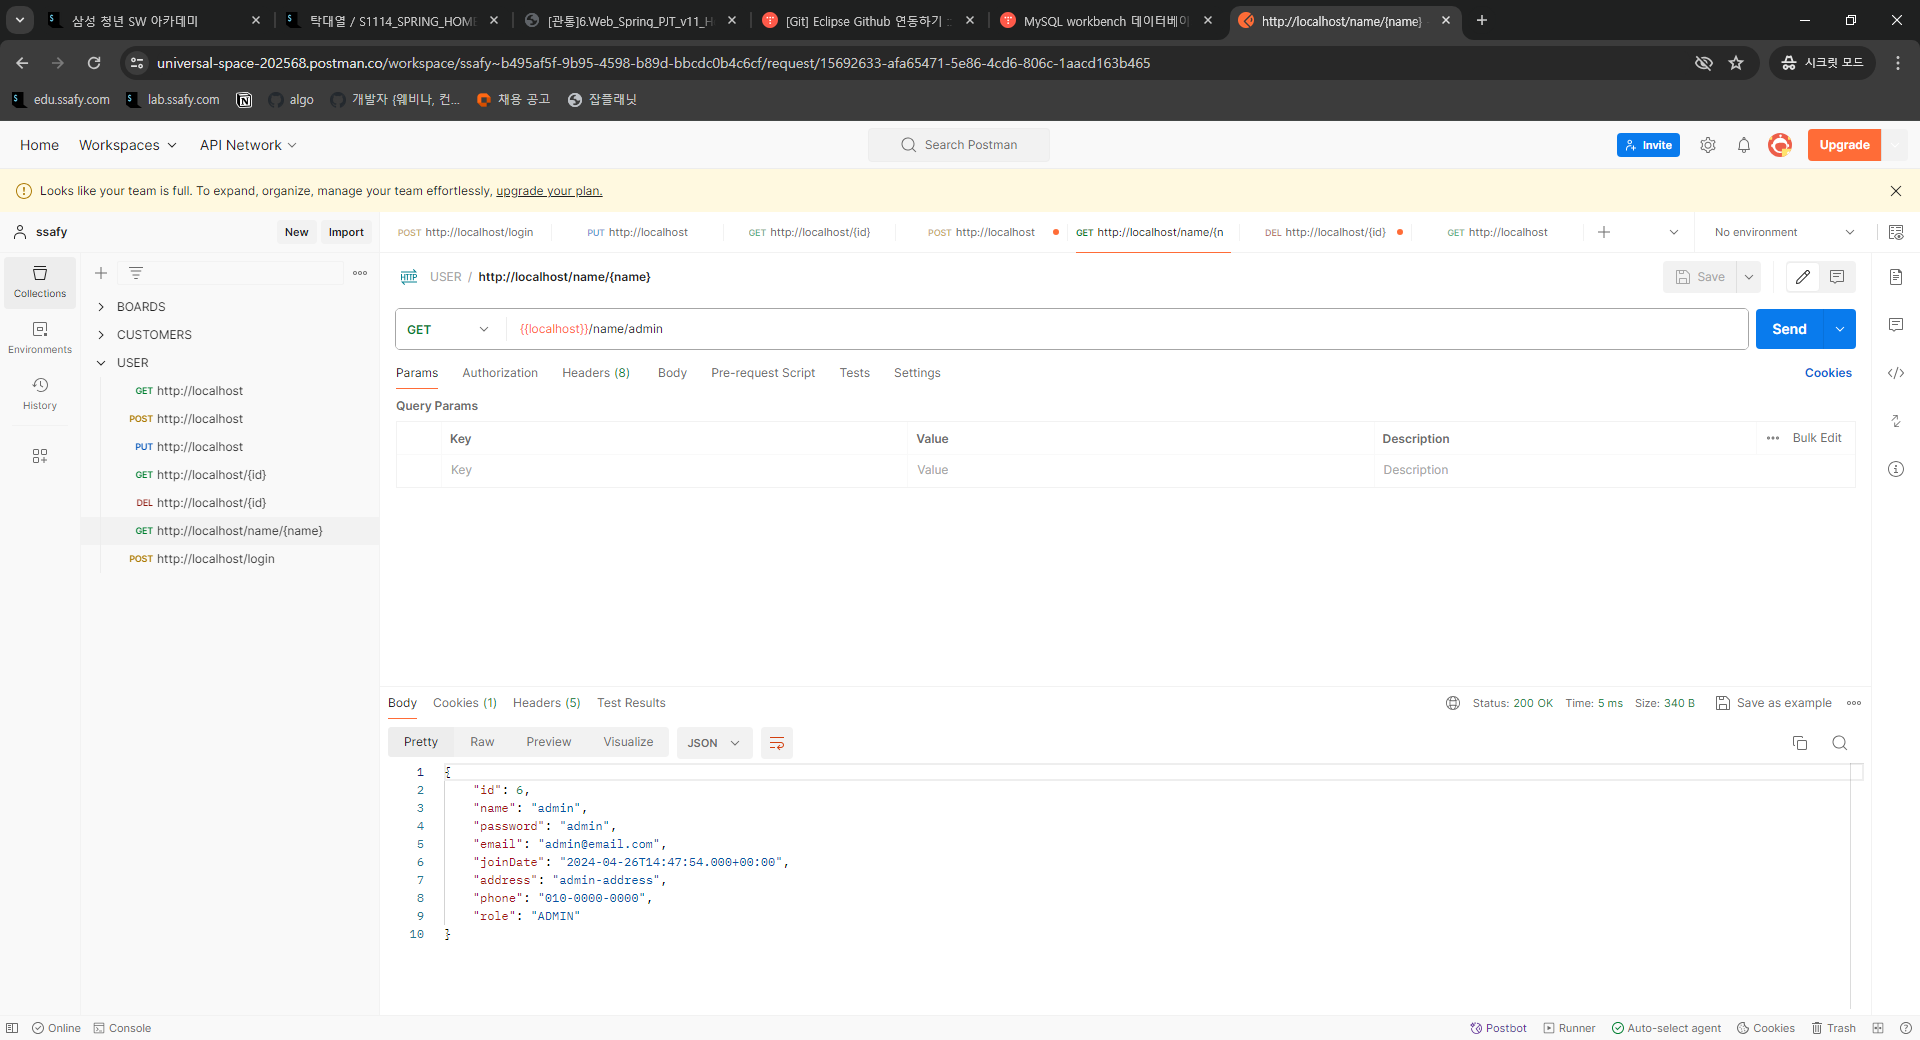 삼성 청년 SW 아카데미
탁대열 / S1114_SPRING_HOME
[관통]6.Web_Spring_PJT_v11_H
[Git] Eclipse Github 연동하기
MySQL workbench 데이터베이
http://localhost/name/{name}
universal-space-202568.postman.co/workspace/ssafy~b495af5f-9b95-4598-b89d-bbcdc0b4c6cf/request/15692633-afa65471-5e86-4cd6-806c-1aacd163b465
시크릿 모드
edu.ssafy.com
lab.ssafy.com
algo
개발자 {웨비나, 컨...
채용 공고
잡플래닛
Home
Workspaces
API Network
Search Postman
Invite
Upgrade
Looks like your team is full. To expand, organize, manage your team effortlessly, upgrade your plan.
ssafy
New
Import
POST http://localhost/login
PUT http://localhost
GET http://localhost/{id}
POST http://localhost
GET http://localhost/name/{n
DEL http://localhost/{id}
GET http://localhost
No environment
Collections
Environments
History
BOARDS
CUSTOMERS
USER
GET http://localhost
POST http://localhost
PUT http://localhost
GET http://localhost/{id}
DEL http://localhost/{id}
GET http://localhost/name/{name}
POST http://localhost/login
HTTP
USER / http://localhost/name/{name}
Save
GET
{{localhost}}/name/admin
Send
Params
Authorization
Headers (8)
Body
Pre-request Script
Tests
Settings
Cookies
Query Params
Key
Value
Description
Bulk Edit
Key
Value
Description
Body
Cookies (1)
Headers (5)
Test Results
Status: 200 OK
Time: 5 ms
Size: 340 B
Save as example
Pretty
Raw
Preview
Visualize
JSON
1 {
2 "id": 6,
3 "name": "admin",
4 "password": "admin",
5 "email": "admin@email.com",
6 "joinDate": "2024-04-26T14:47:54.000+00:00",
7 "address": "admin-address",
8 "phone": "010-0000-0000",
9 "role": "ADMIN"
10 }
Online
Console
Postbot
Runner
Auto-select agent
Cookies
Trash